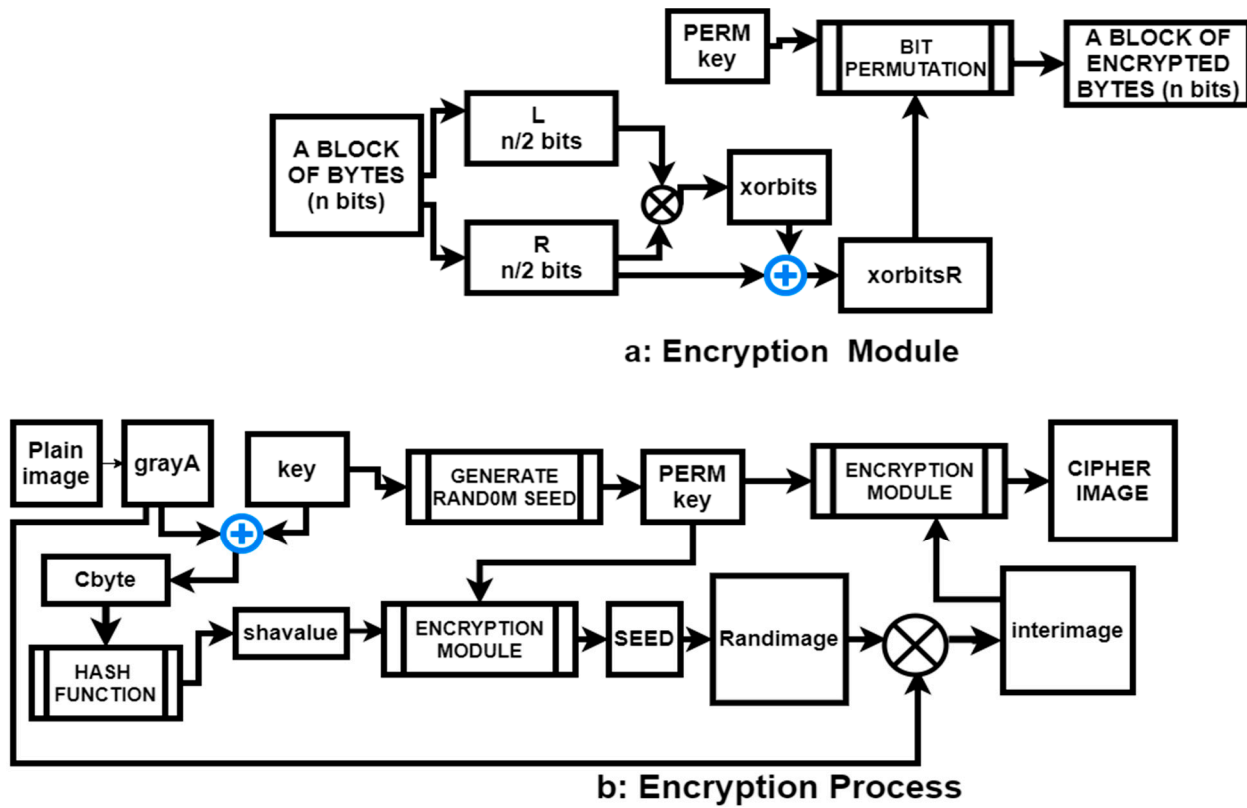 PERM
key
BIT
PERMUTATION
A BLOCK OF
ENCRYPTED
BYTES (n bits)
A BLOCK
OF BYTES
(n bits)
L
n/2 bits
R
n/2 bits
xorbits
xorbitsR
a: Encryption Module
Plain
image
grayA
key
GENERATE
RAND0M SEED
PERM
key
ENCRYPTION
MODULE
CIPHER
IMAGE
Cbyte
HASH
FUNCTION
shavalue
ENCRYPTION
MODULE
SEED
Randimage
interimage
b: Encryption Process